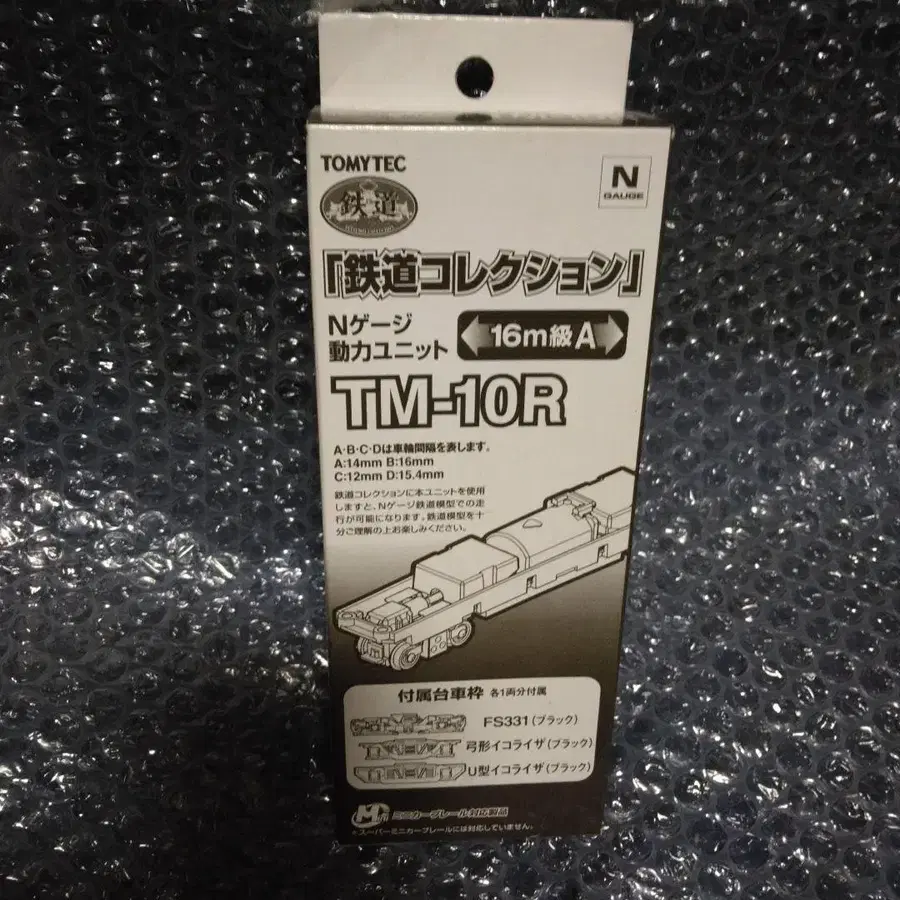 TOMYTEC
鉄道
N
GAUGE
「鉄道コレクション」
Nゲージ
動力ユニット
16m級A
TM-10R
A・B・C・Dは車輪間隔を表します。
A:14mm B:16mm
C:12mm D:15.4mm
鉄道コレクションに本ユニットを使用
しますと、Nゲージ鉄道模型での走
行が可能になります。鉄道模型を十
分ご理解の上お楽しみください。
付属台車枠 各1両分付属
FS331(ブラック)
弓形イコライザ(ブラック)
U型イコライザ(ブラック)
ミニカーブレール対応製品
※スーパーミニカーブレールには対応していません。